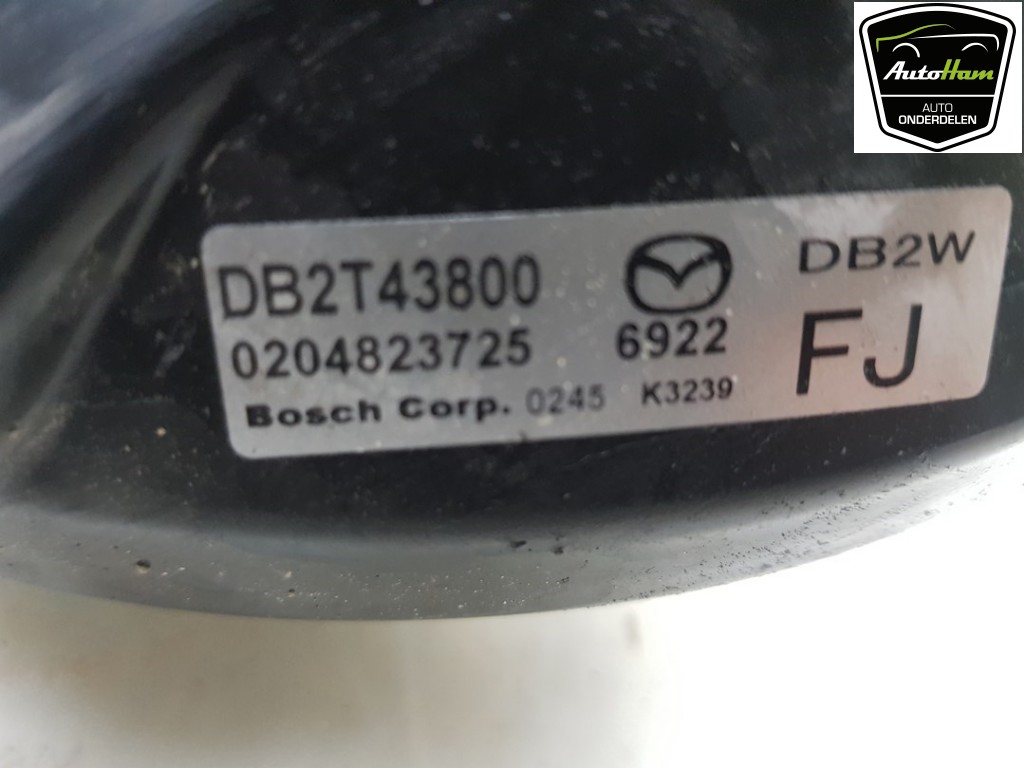 AutoHam
AUTO
ONDERDELEN
DB2T43800
DB2W
0204823725
6922
FJ
Bosch Corp. 0245 K3239